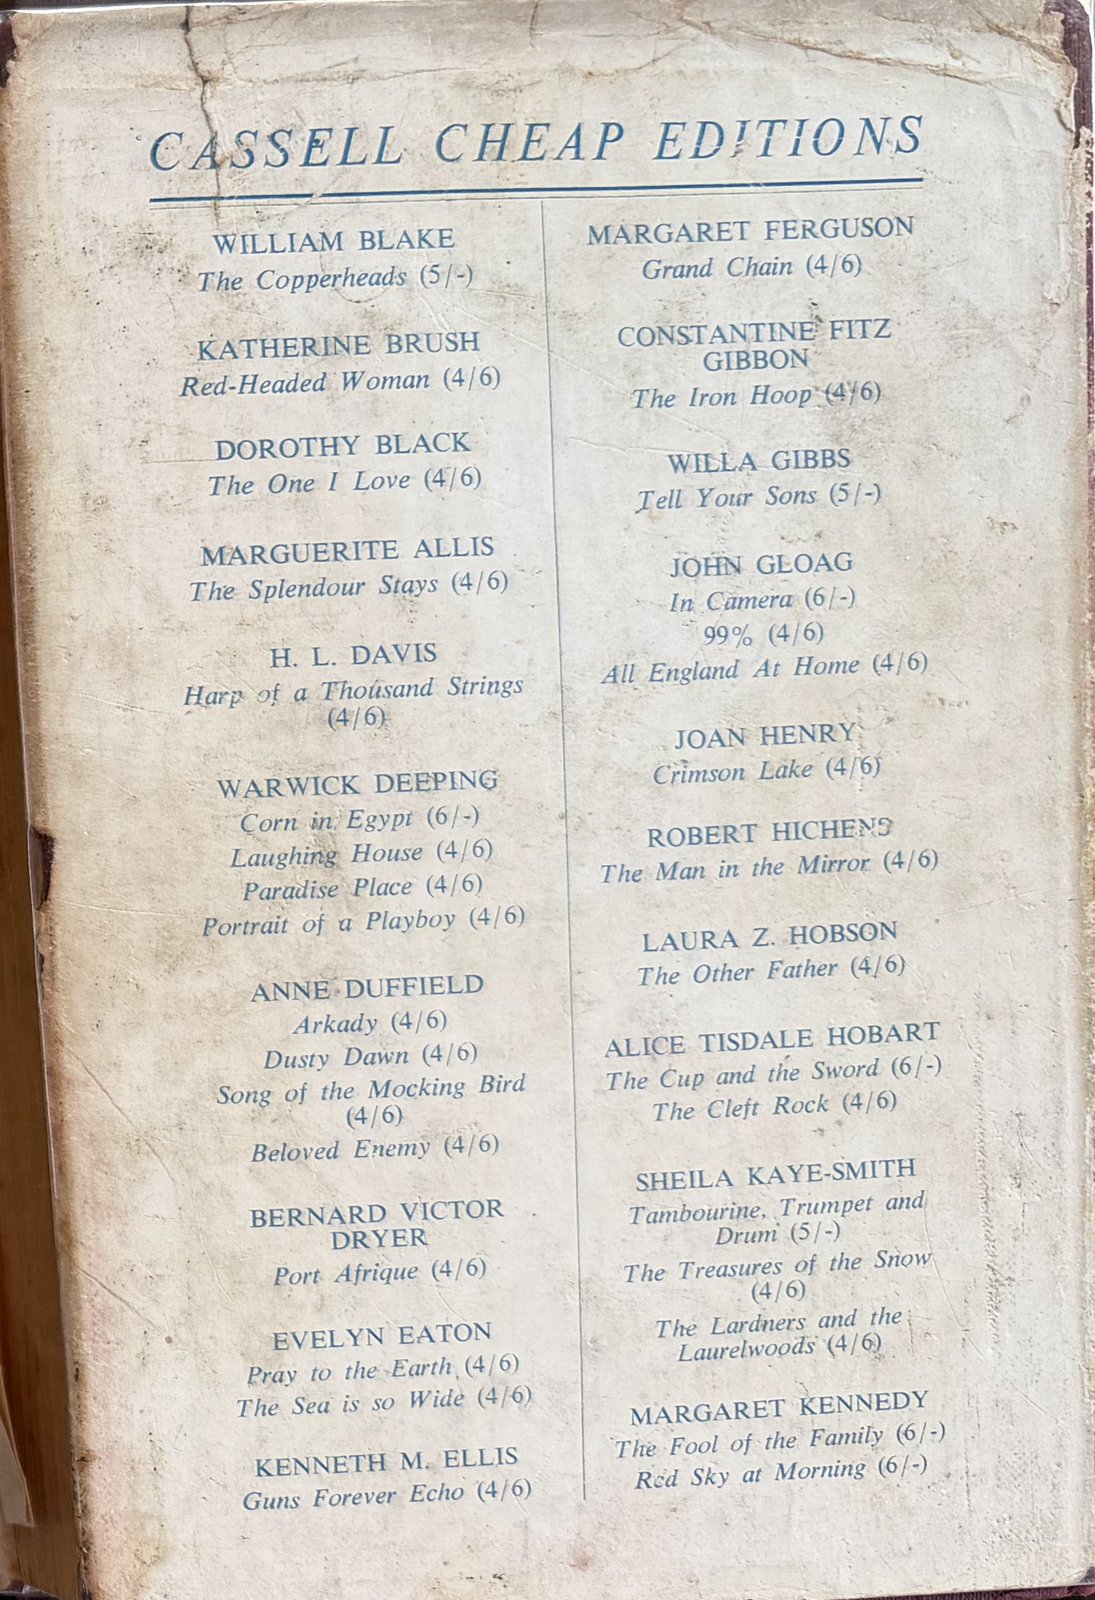 CASSELL CHEAP EDITIONS
WILLIAM BLAKE
The Copperheads (5/-)
KATHERINE BRUSH
Red-Headed Woman (4/6)
DOROTHY BLACK
The One I Love (4/6)
MARGUERITE ALLIS
The Splendour Stays (4/6)
H. L. DAVIS
Harp of a Thousand Strings
(4/6)
WARWICK DEEPING
Corn in Egypt (6/-)
Laughing House (4/6)
Paradise Place (4/6)
Portrait of a Playboy (4/6)
ANNE DUFFIELD
Arkady (4/6)
Dusty Dawn (4/6)
Song of the Mocking Bird
(4/6)
Beloved Enemy (4/6)
BERNARD VICTOR
DRYER
Port Afrique (4/6)
EVELYN EATON
Pray to the Earth (4/6)
The Sea is so Wide (4/6)
KENNETH M. ELLIS
Guns Forever Echo (4/6)
MARGARET FERGUSON
Grand Chain (4/6)
CONSTANTINE FITZ
GIBBON
The Iron Hoop (4/6)
WILLA GIBBS
Tell Your Sons (5/-)
JOHN GLOAG
In Camera (6/-)
99% (4/6)
All England At Home (4/6)
JOAN HENRY
Crimson Lake (4/6)
ROBERT HICHENS
The Man in the Mirror (4/6)
LAURA Z. HOBSON
The Other Father (4/6)
ALICE TISDALE HOBART
The Cup and the Sword (6/-)
The Cleft Rock (4/6)
SHEILA KAYE-SMITH
Tambourine, Trumpet and
Drum (5/-)
The Treasures of the Snow
(4/6)
The Lardners and the
Laurelwoods (4/6)
MARGARET KENNEDY
The Fool of the Family (6/-)
Red Sky at Morning (6/-)